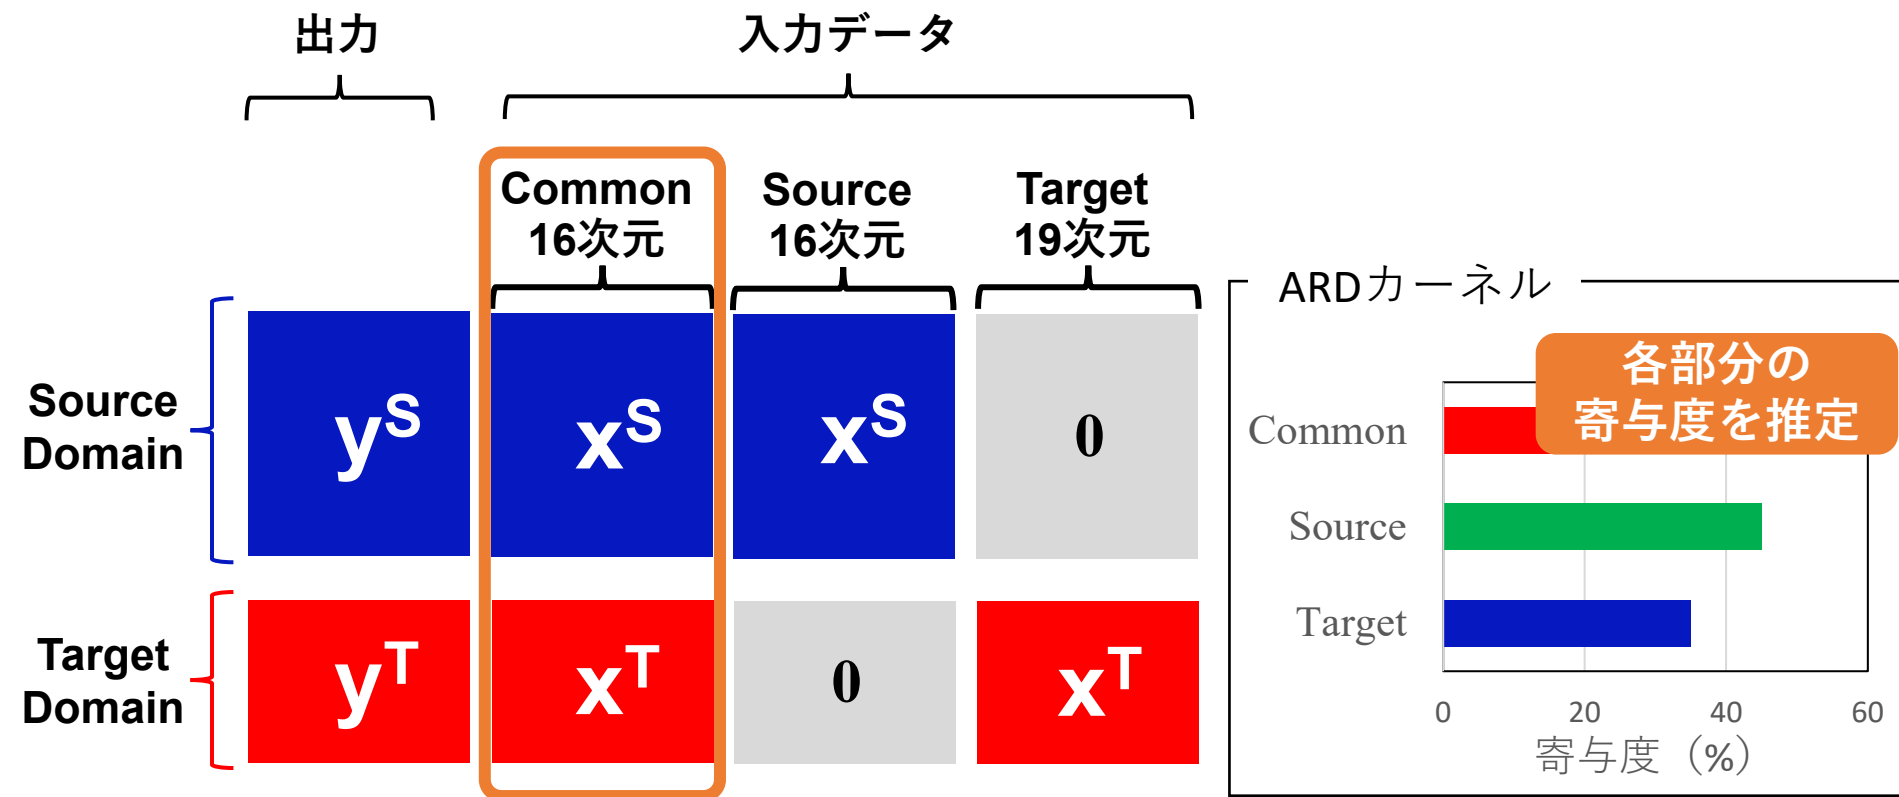 出力
入力データ
Common
16次元
Source
16次元
Target
19次元
Source
Domain
yS
xS
xS
0
Target
Domain
yT
xT
0
xT
ARDカーネル
各部分の
寄与度を推定
Common
Source
Target
0 20 40 60
寄与度（%）